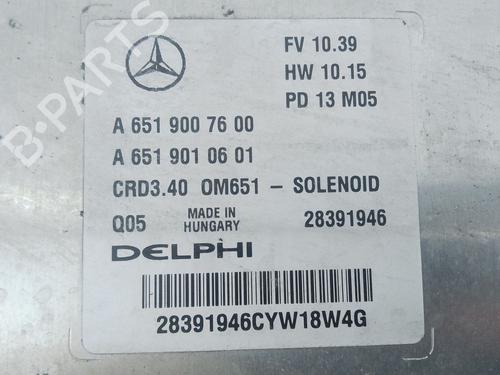 FV 10.39
HW 10.15
PD 13 M05
A 651 900 76 00
A 651 901 06 01
CRD3.40 OM651 - SOLENOID
Q05 MADE IN HUNGARY 28391946
DELPHI
28391946CYW18W4G
B-PARTS